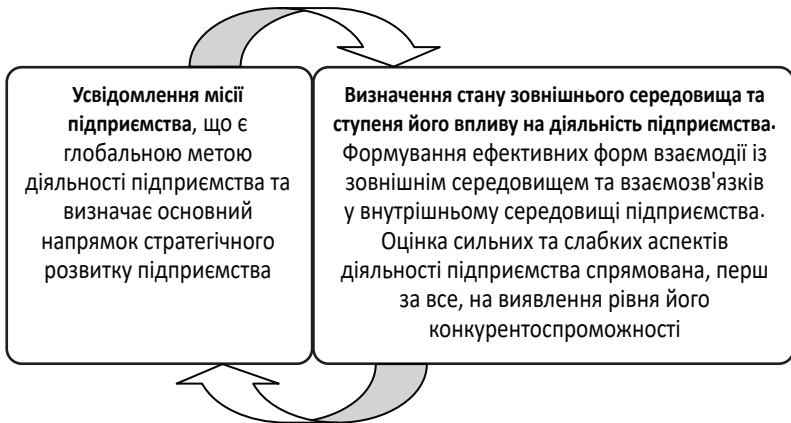 Усвідомлення місії
підприємства, що є
глобальною метою
діяльності підприємства та
визначає основний
напрямок стратегічного
розвитку підприємства
Визначення стану зовнішнього середовища та
ступеня його впливу на діяльність підприємства.
Формування ефективних форм взаємодії із
зовнішнім середовищем та взаємозв'язків
у внутрішньому середовищі підприємства.
Оцінка сильних та слабких аспектів
діяльності підприємства спрямована, перш
за все, на виявлення рівня його
конкурентоспроможності